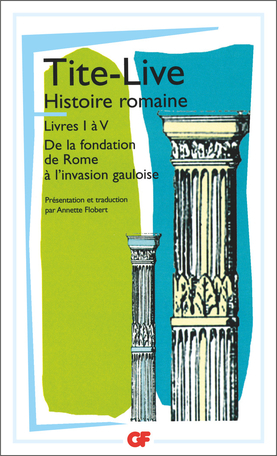 Tite-Live
Histoire romaine
Livres I à V
De la fondation
de Rome
à l'invasion gauloise
Présentation et traduction
par Annette Flobert
GF